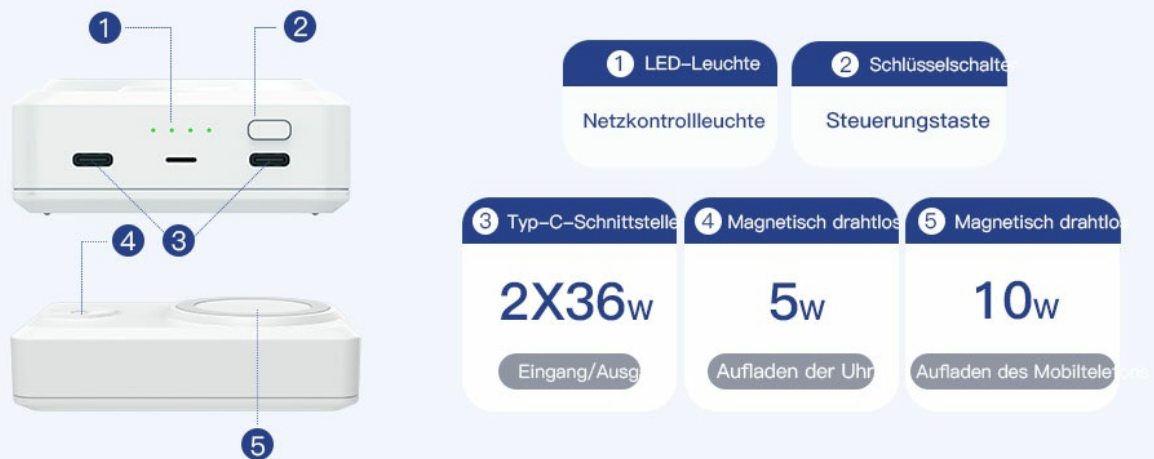 1
2
3
4
5
1 LED-Leuchte
Netzkontrollleuchte
2 Schlüsselschalter
Steuerungstaste
3 Typ-C-Schnittstelle
2X36w
Eingang/Ausg
4 Magnetisch drahtlos
5w
Aufladen der Uhr
5 Magnetisch drahtlos
10w
Aufladen des Mobiltelefons